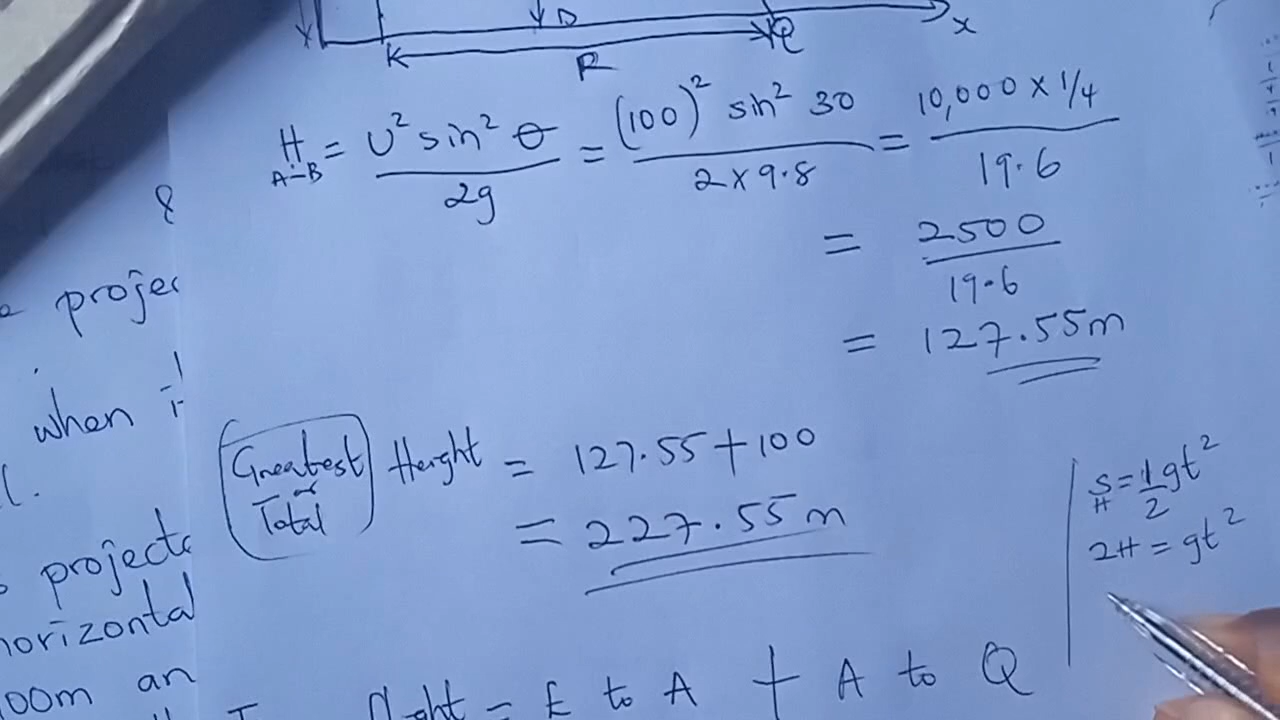 D
K Q x
R
H = U² sin² θ / 2g = (100)² sin² 30 / 2 × 9.8 = 10,000 × 1/4 / 19.6
A-B
= 2500 / 19.6
= 127.55m
projec
when
Greatest or Total Height = 127.55 + 100
= 227.55m
S = 1/2 gt²
H
2H = gt²
projecte
horizontal
00m an
= E to A + A to Q